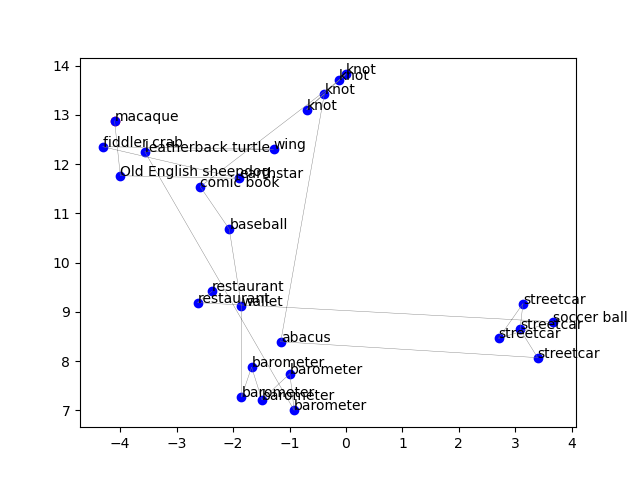 14
knot
knot
knot
knot
13
macaque
fiddler crab
leatherback turtle
wing
12
Old English sheepdog
earthstar
comic book
11
baseball
10
restaurant
restaurant
wallet
streetcar
9
soccer ball
streetcar
streetcar
abacus
streetcar
8
barometer
barometer
barometer
barometer
barometer
7
−4
−3
−2
−1
0
1
2
3
4